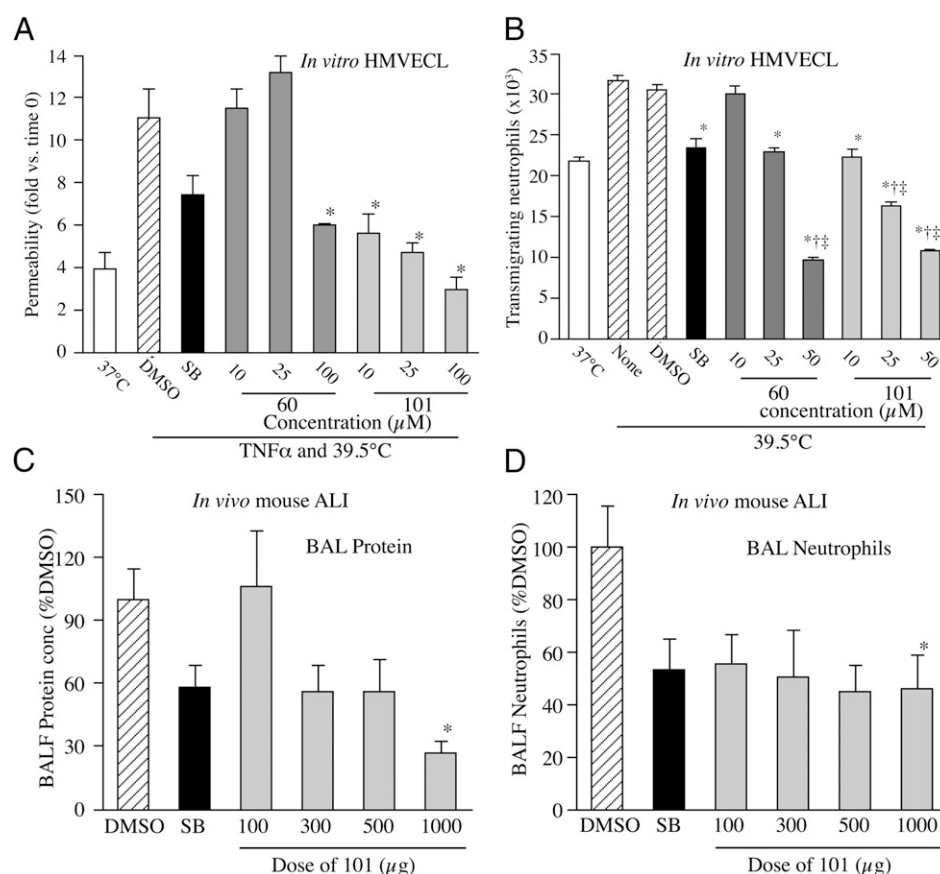 A
In vitro HMVECL
Permeability (fold vs. time 0)
14
12
10
8
6
4
2
0
*
*
*
*
37°C
DMSO
SB
10
25
100
10
25
100
60
101
Concentration (µM)
TNFα and 39.5°C
B
In vitro HMVECL
Transmigrating neutrophils (x10³)
35
30
25
20
15
10
5
0
*
*
*†‡
*
*†‡
*†‡
37°C
None
DMSO
SB
10
25
50
10
25
50
60
101
concentration (µM)
39.5°C
C
In vivo mouse ALI
BAL Protein
BALF Protein conc (%DMSO)
150
120
90
60
30
0
*
DMSO
SB
100
300
500
1000
Dose of 101 (µg)
D
In vivo mouse ALI
BAL Neutrophils
BALF Neutrophils (%DMSO)
120
100
80
60
40
20
0
*
DMSO
SB
100
300
500
1000
Dose of 101 (µg)